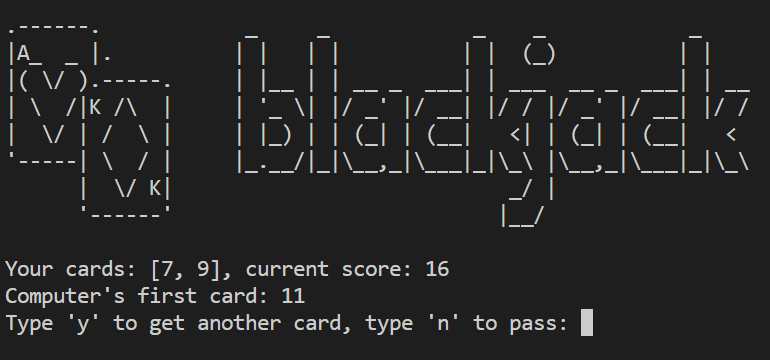 A
K
K
blackjack
Your cards: [7, 9], current score: 16
Computer's first card: 11
Type 'y' to get another card, type 'n' to pass: